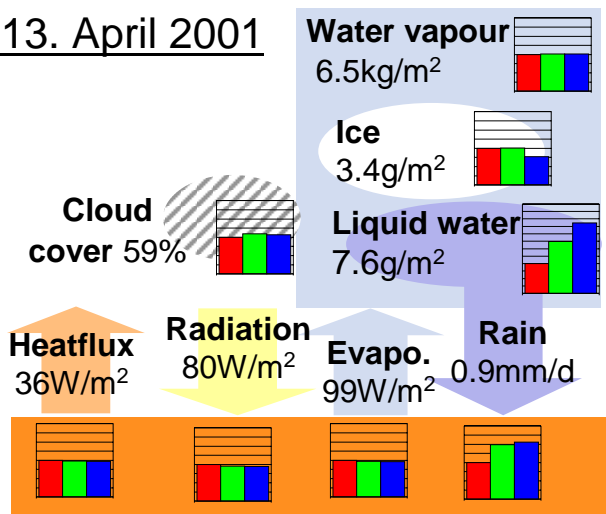 13. April 2001
Water vapour
6.5kg/m²
Ice
3.4g/m²
Cloud
cover 59%
Liquid water
7.6g/m²
Heatflux
36W/m²
Radiation
80W/m²
Evapo.
99W/m²
Rain
0.9mm/d